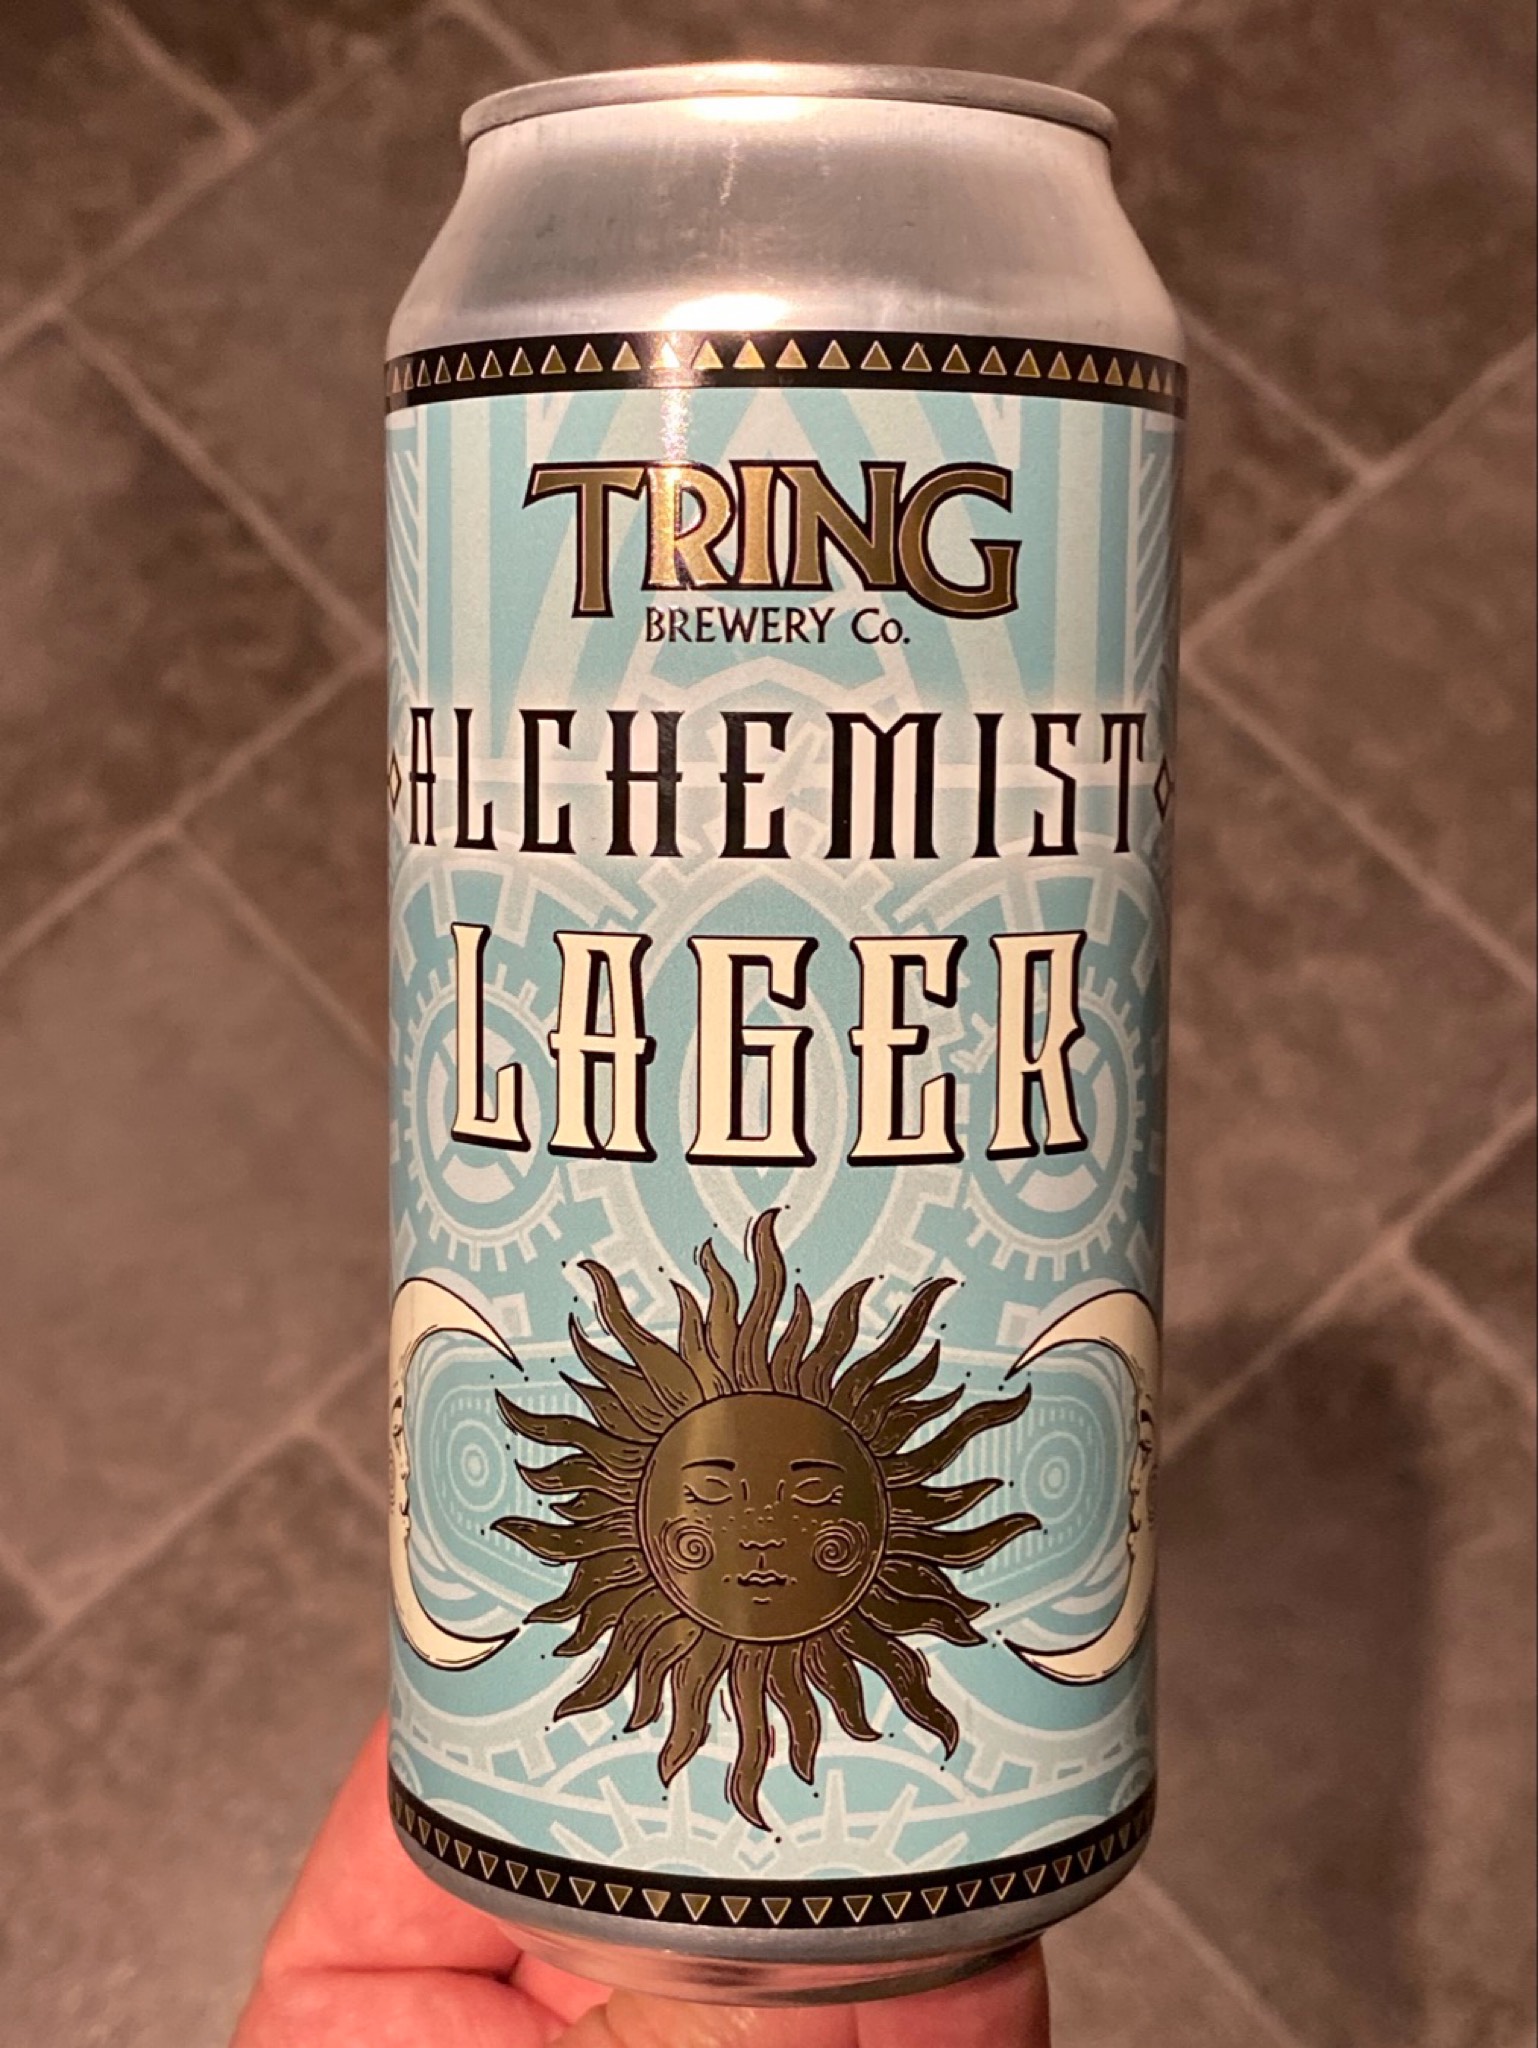 TRING
BREWERY Co.
ALCHEMIST
LAGER